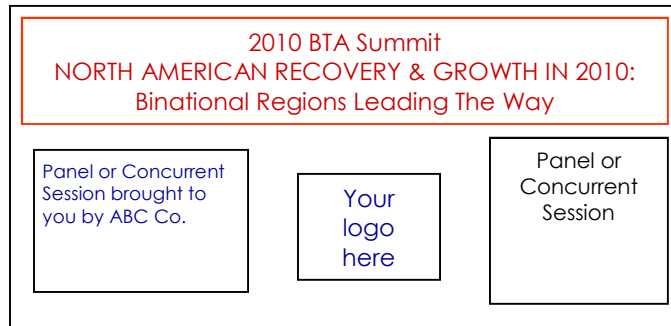 2010 BTA Summit
NORTH AMERICAN RECOVERY & GROWTH IN 2010:
Binational Regions Leading The Way
Panel or Concurrent
Session brought to
you by ABC Co.
Your
logo
here
Panel or
Concurrent
Session